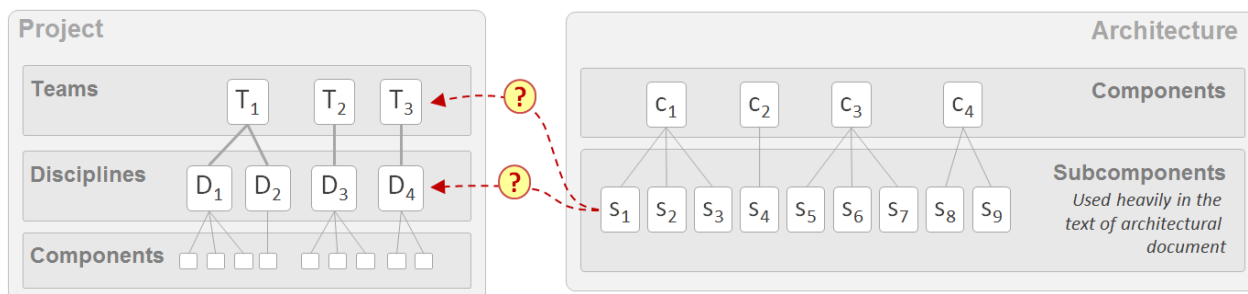 Project
Teams
T1 T2 T3
?
Disciplines
D1 D2 D3 D4
?
Components
Architecture
c1 c2 c3 c4
Components
Subcomponents
Used heavily in the
text of architectural
document
s1 s2 s3 s4 s5 s6 s7 s8 s9